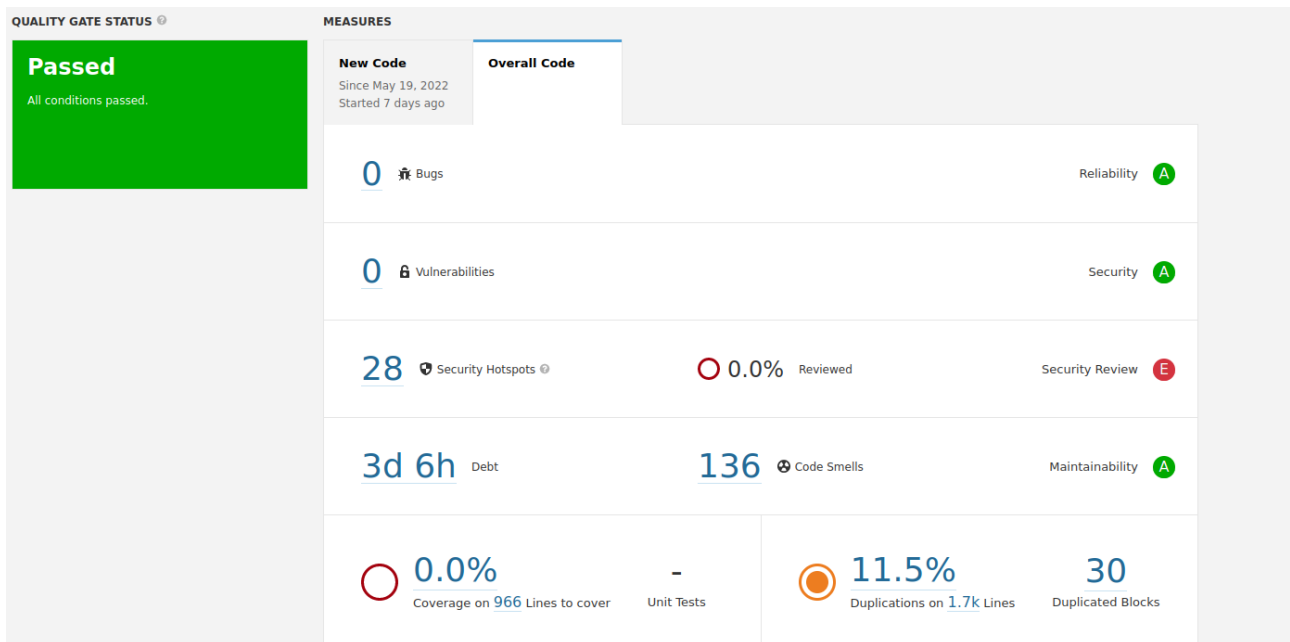 QUALITY GATE STATUS
MEASURES
Passed
All conditions passed.
New Code
Since May 19, 2022
Started 7 days ago
Overall Code
0 Bugs
Reliability A
0 Vulnerabilities
Security A
28 Security Hotspots
0.0% Reviewed
Security Review E
3d 6h Debt
136 Code Smells
Maintainability A
0.0%
Coverage on 966 Lines to cover
-
Unit Tests
11.5%
Duplications on 1.7k Lines
30
Duplicated Blocks